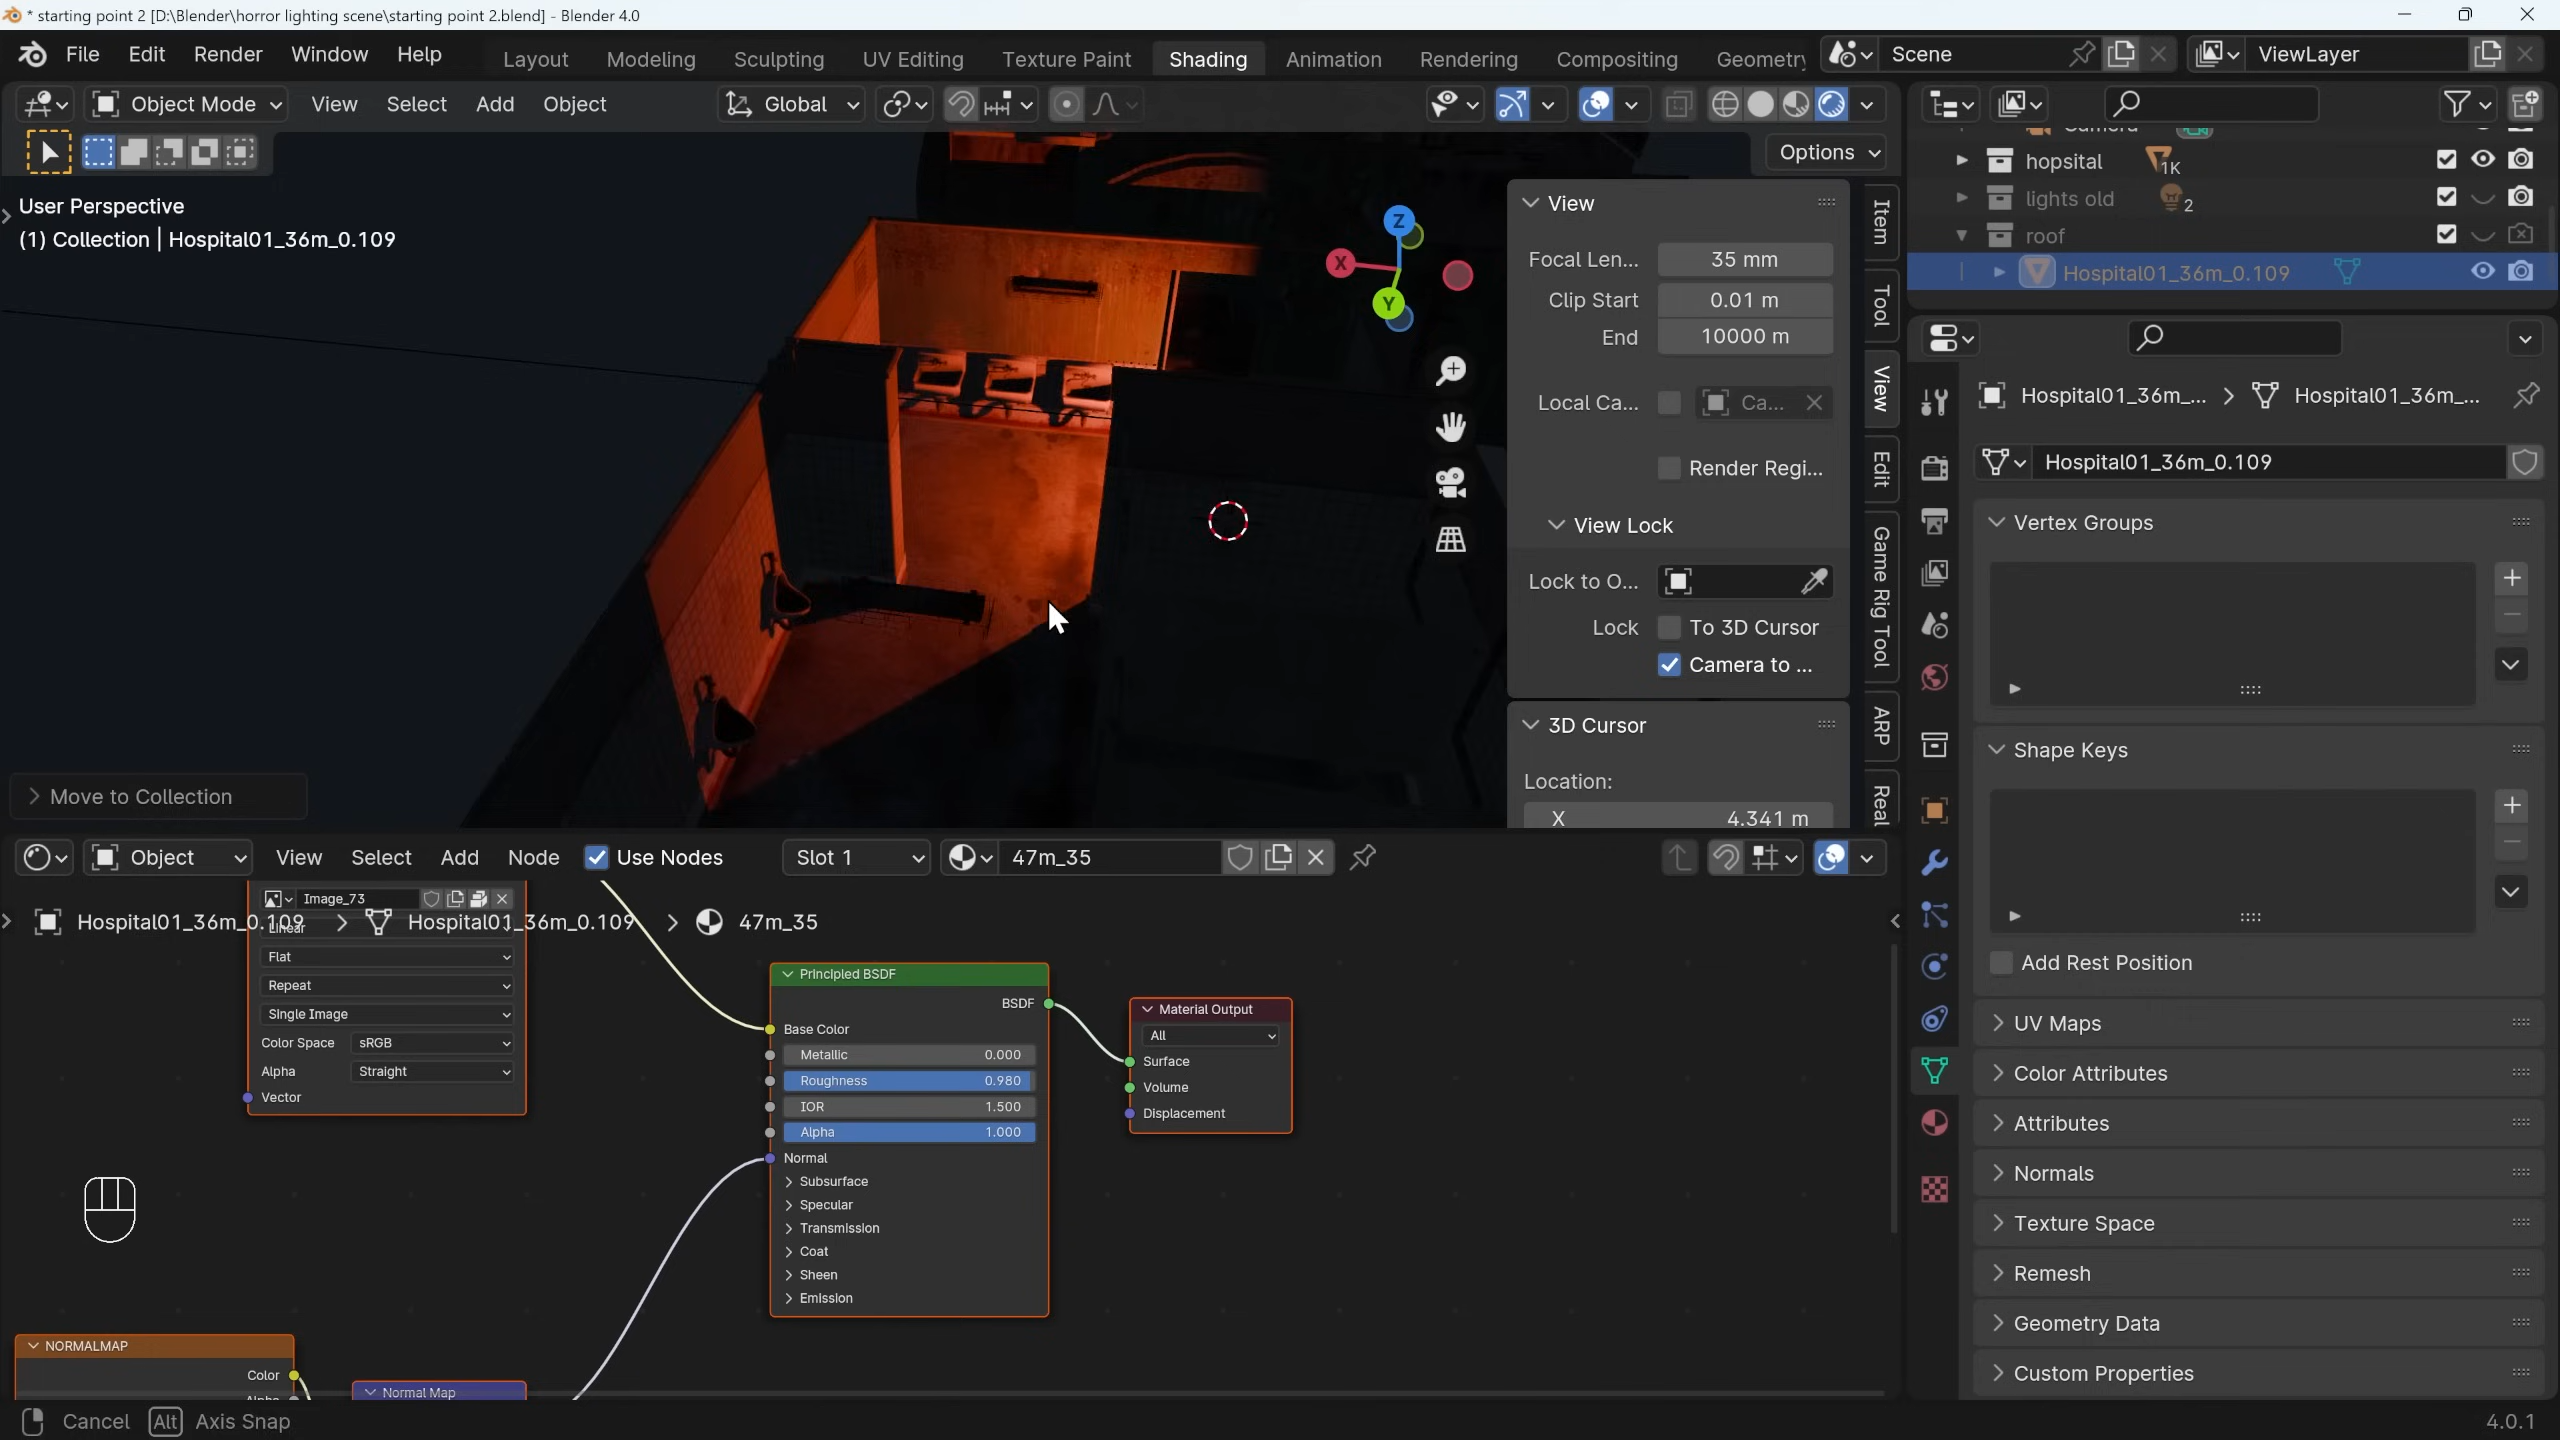 * starting point 2 [D:\Blender\horror lighting scene\starting point 2.blend] - Blender 4.0
File Edit Render Window Help
Layout Modeling Sculpting UV Editing Texture Paint Shading Animation Rendering Compositing Geometry
Scene
ViewLayer
Object Mode View Select Add Object
Global
Options
User Perspective
(1) Collection | Hospital01_36m_0.109
X
Y
Z
View
Focal Len... 35 mm
Clip Start 0.01 m
End 10000 m
Local Ca... Ca...
Render Regi...
View Lock
Lock to O...
Lock To 3D Cursor
Camera to ...
3D Cursor
Location:
X 4.341 m
Item
Tool
View
Edit
Game Rig Tool
ARP
Real
Camera
hopsital 1K
lights old 2
roof
Hospital01_36m_0.109
Hospital01_36m_... Hospital01_36m_...
Hospital01_36m_0.109
Vertex Groups
Shape Keys
Add Rest Position
UV Maps
Color Attributes
Attributes
Normals
Texture Space
Remesh
Geometry Data
Custom Properties
Move to Collection
Object View Select Add Node Use Nodes
Slot 1
47m_35
Image_73
Hospital01_36m_0.109 Hospital01_36m_0.109 47m_35
Linear
Flat
Repeat
Single Image
Color Space sRGB
Alpha Straight
Vector
Principled BSDF
BSDF
Base Color
Metallic 0.000
Roughness 0.980
IOR 1.500
Alpha 1.000
Normal
Subsurface
Specular
Transmission
Coat
Sheen
Emission
Material Output
All
Surface
Volume
Displacement
NORMALMAP
Color
Alpha
Normal Map
Cancel Alt Axis Snap
4.0.1